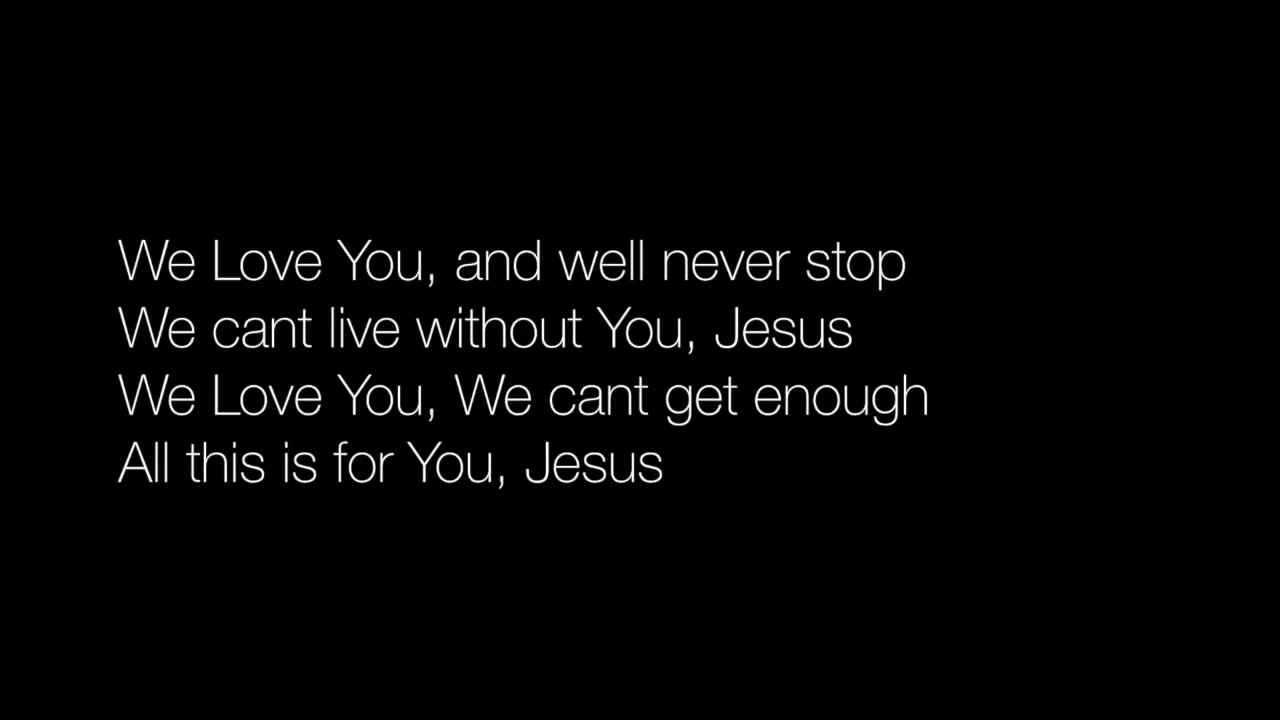 We Love You, and well never stop
We cant live without You, Jesus
We Love You, We cant get enough
All this is for You, Jesus